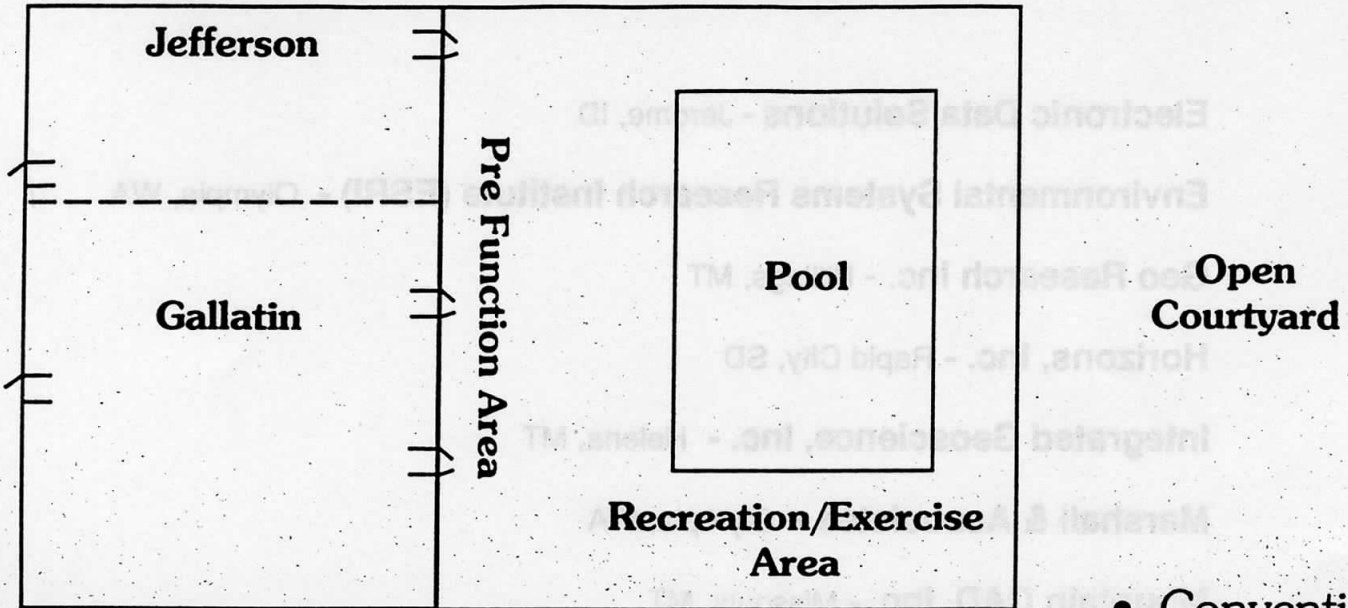 Jefferson
Electronic Data Solutions - Jerome, ID
Pre Function Area
Environmental Systems Research Institute (ESRI) - Olympia, WA
Gallatin
Pool
Open
Courtyard
Geo Research Inc. - MT
Horizons, Inc. - Rapid City, SD
Integrated Geoscience, Inc. - Helena, MT
Recreation/Exercise
Area
Marshall &
CAD, Inc. - Missoula, MT